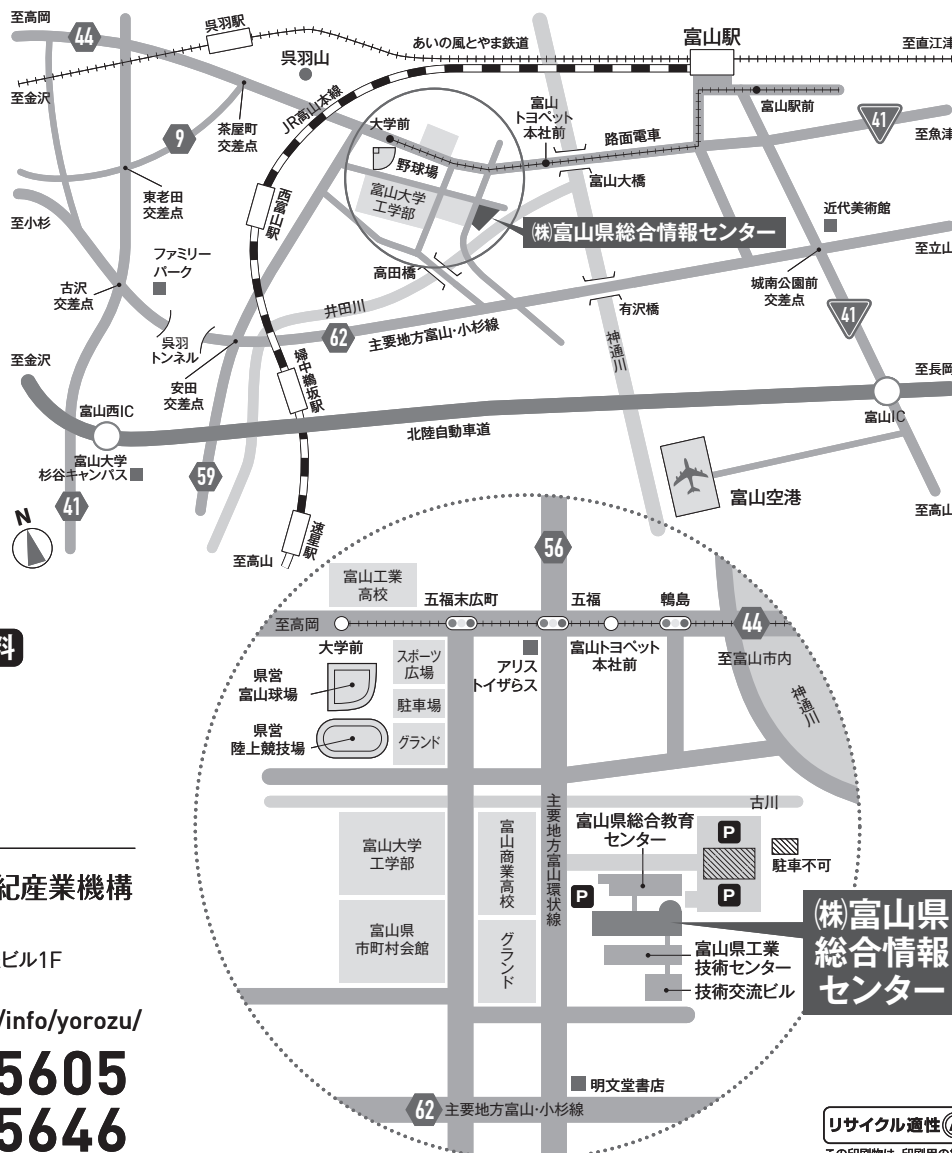 至高岡
44
呉羽駅
至金沢
呉羽山
あいの風とやま鉄道
富山駅
至直江津
JR高山本線
9
茶屋町
交差点
大学前
富山
トヨペット
本社前
路面電車
富山駅前
41
至魚津
東老田
交差点
野球場
富山大学
工学部
富山大橋
㈱富山県総合情報センター
近代美術館
至立山
至小杉
西富山駅
ファミリー
パーク
古沢
交差点
高田橋
城南公園前
交差点
井田川
有沢橋
41
呉羽
トンネル
62
主要地方富山・小杉線
神通川
至金沢
安田
交差点
婦中鵜坂駅
至長岡
富山西IC
北陸自動車道
富山IC
富山大学
杉谷キャンパス
59
41
富山空港
至高山
N
速星駅
至高山
56
富山工業
高校
五福末広町
五福
鵯島
至高岡
44
大学前
スポーツ
広場
アリス
トイザらス
富山トヨペット
本社前
至富山市内
県営
富山球場
駐車場
神通川
県営
陸上競技場
グランド
主要地方富山環状線
古川
富山大学
工学部
富山商業高校
富山県総合教育
センター
P
駐車不可
P
P
富山県
市町村会館
グランド
㈱富山県
総合情報
センター
富山県工業
技術センター
技術交流ビル
明文堂書店
62
主要地方富山・小杉線
料
紀産業機構
ビル1F
/info/yorozu/
5605
5646
リサイクル適性